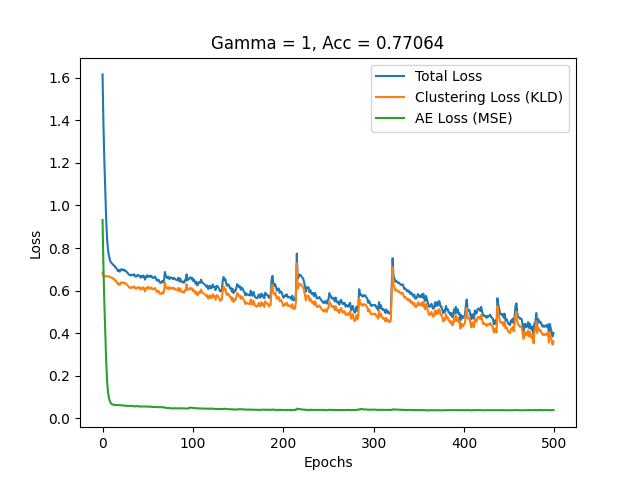 Gamma = 1, Acc = 0.77064
Total Loss
Clustering Loss (KLD)
AE Loss (MSE)
Loss
1.6
1.4
1.2
1.0
0.8
0.6
0.4
0.2
0.0
0 100 200 300 400 500
Epochs